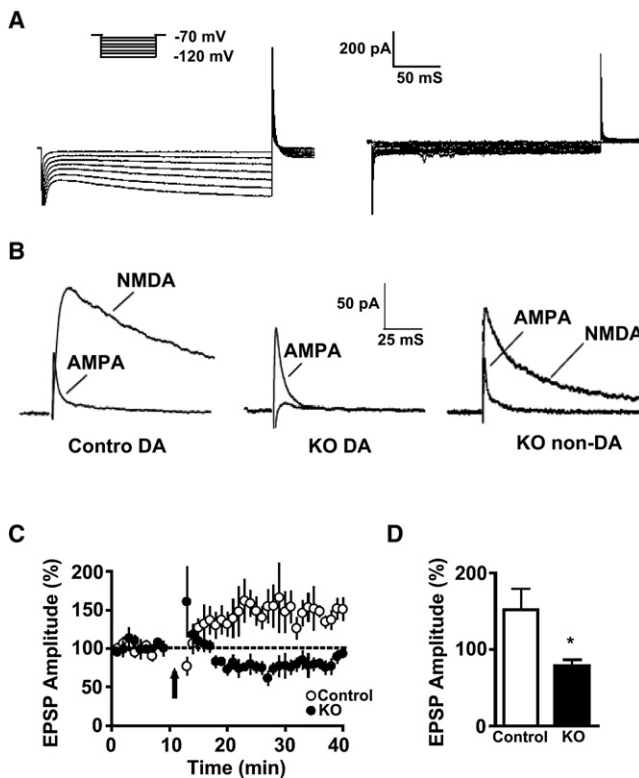 A
-70 mV
-120 mV
200 pA
50 mS
B
NMDA
AMPA
Contro DA
AMPA
KO DA
50 pA
25 mS
AMPA
NMDA
KO non-DA
C
EPSP Amplitude (%)
200
150
100
50
0
0
10
20
30
40
Time (min)
Control
KO
D
EPSP Amplitude (%)
200
100
0
*
Control
KO